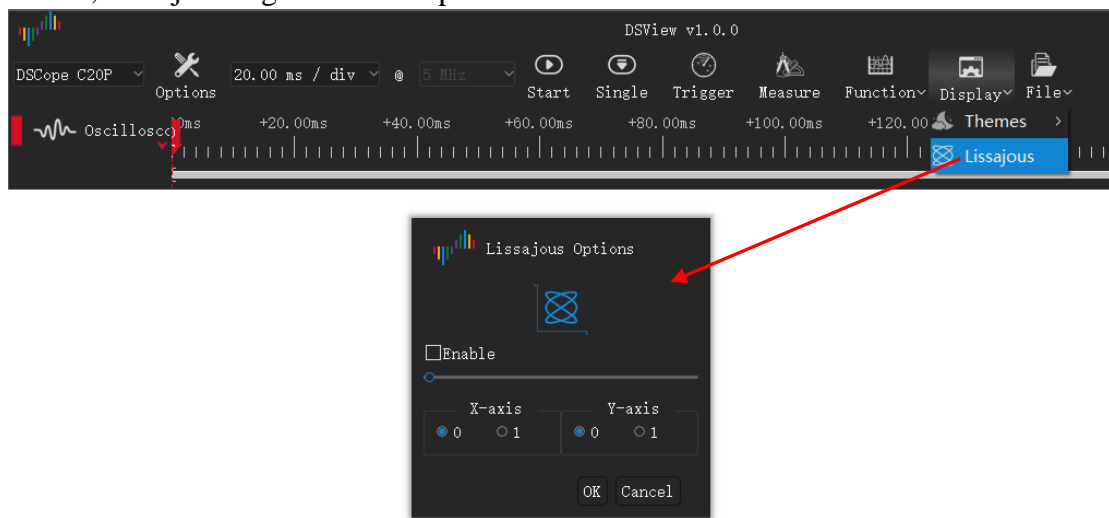 DSView v1.0.0
DSCope C20P
20.00 ms / div @ 5 MHz
Options Start Single Trigger Measure Function Display File
+20.00ms +40.00ms +60.00ms +80.00ms +100.00ms +120.00
Themes
Lissajous
Lissajous Options
Enable
X-axis Y-axis
0 1 0 1
OK Cancel